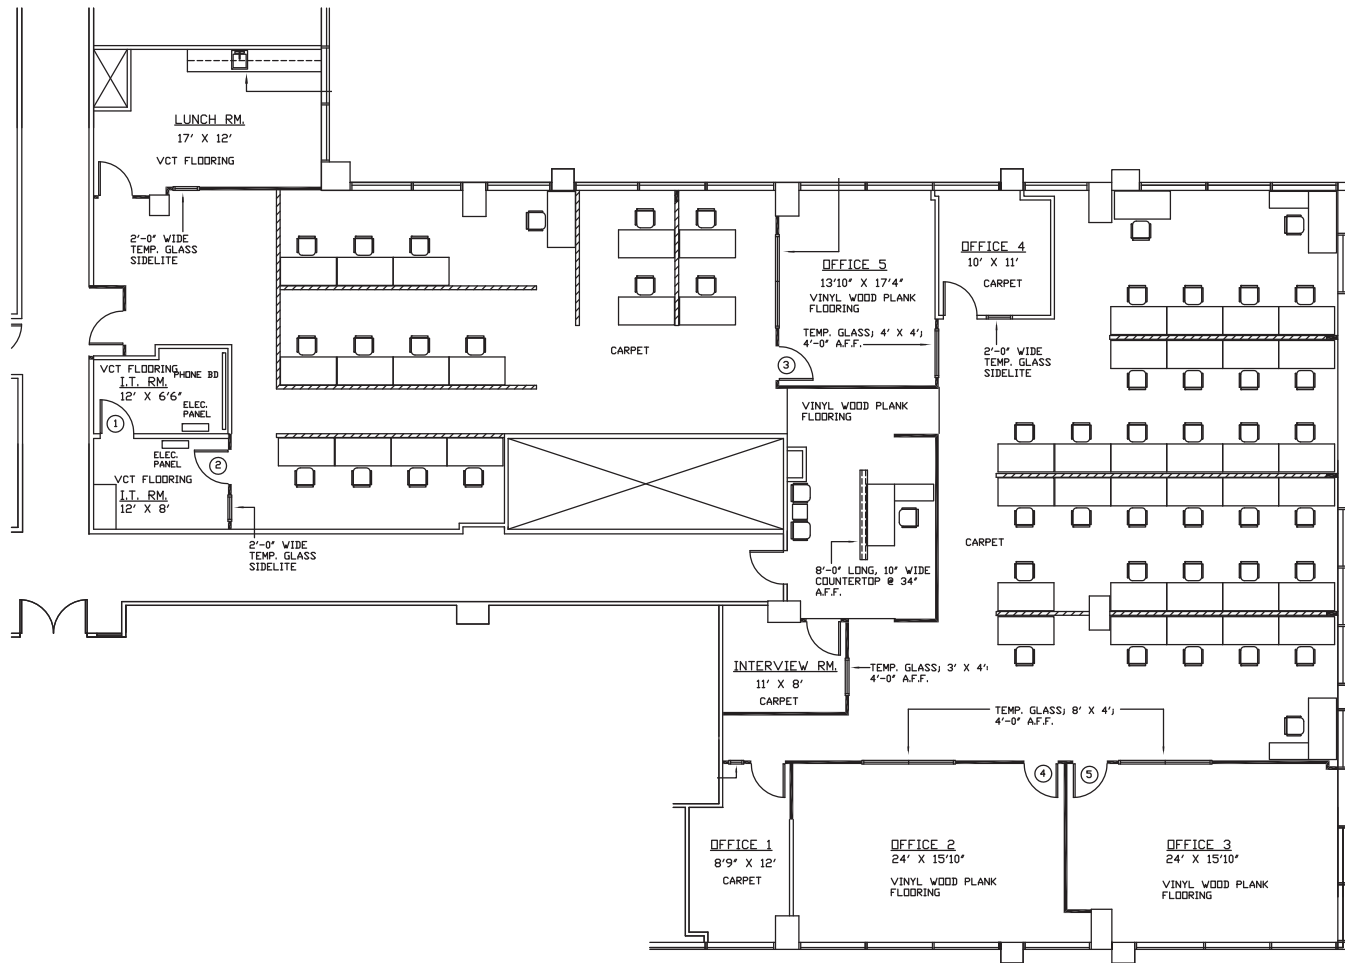 LUNCH RM.
17' X 12'
VCT FLOORING
2'-0" WIDE
TEMP. GLASS
SIDELITE
OFFICE 5
13'10" X 17'4"
VINYL WOOD PLANK
FLOORING
TEMP. GLASS; 4' X 4';
4'-0" A.F.F.
3
OFFICE 4
10' X 11'
CARPET
2'-0" WIDE
TEMP. GLASS
SIDELITE
CARPET
VCT FLOORING
PHONE BD
I.T. RM.
12' X 6'6"
ELEC.
PANEL
1
ELEC.
PANEL
2
VCT FLOORING
I.T. RM.
12' X 8'
2'-0" WIDE
TEMP. GLASS
SIDELITE
VINYL WOOD PLANK
FLOORING
8'-0" LONG, 10" WIDE
COUNTERTOP @ 34"
A.F.F.
CARPET
INTERVIEW RM.
11' X 8'
CARPET
TEMP. GLASS; 3' X 4';
4'-0" A.F.F.
TEMP. GLASS; 8' X 4';
4'-0" A.F.F.
4
5
OFFICE 1
8'9" X 12'
CARPET
OFFICE 2
24' X 15'10"
VINYL WOOD PLANK
FLOORING
OFFICE 3
24' X 15'10"
VINYL WOOD PLANK
FLOORING